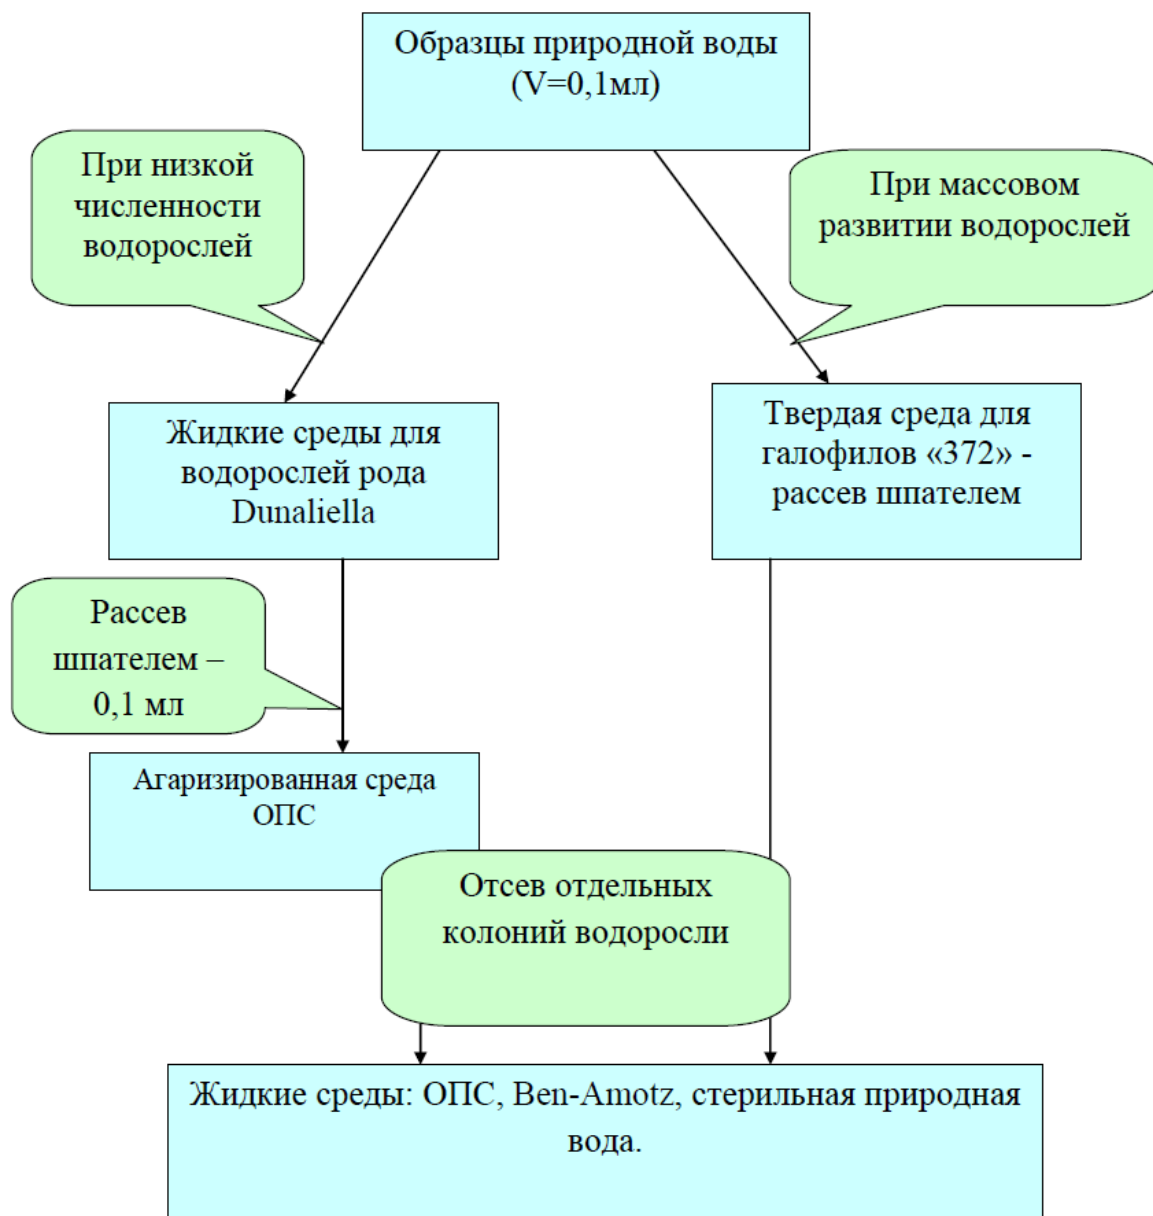 Образцы природной воды
(V=0,1мл)
При низкой
численности
водорослей
При массовом
развитии водорослей
Жидкие среды для
водорослей рода
Dunaliella
Твердая среда для
галофилов «372» -
рассев шпателем
Рассев
шпателем –
0,1 мл
Агаризированная среда
ОПС
Отсев отдельных
колоний водоросли
Жидкие среды: ОПС, Ben-Amotz, стерильная природная
вода.